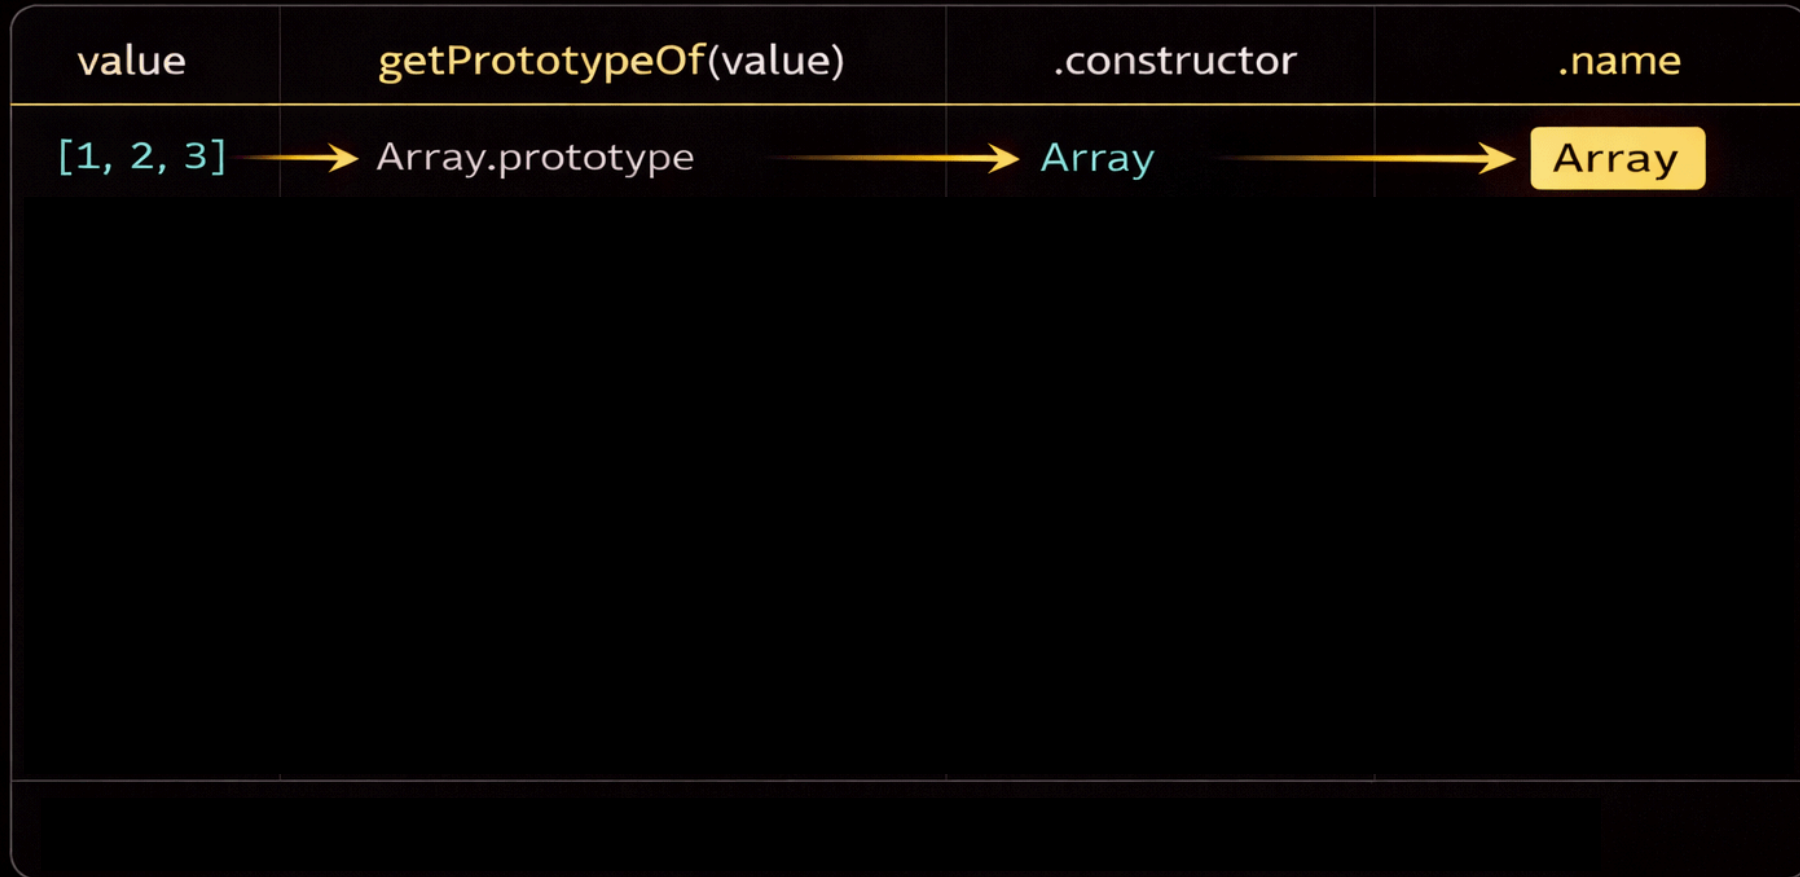 value getPrototypeOf(value) .constructor .name
[1, 2, 3] Array.prototype Array Array